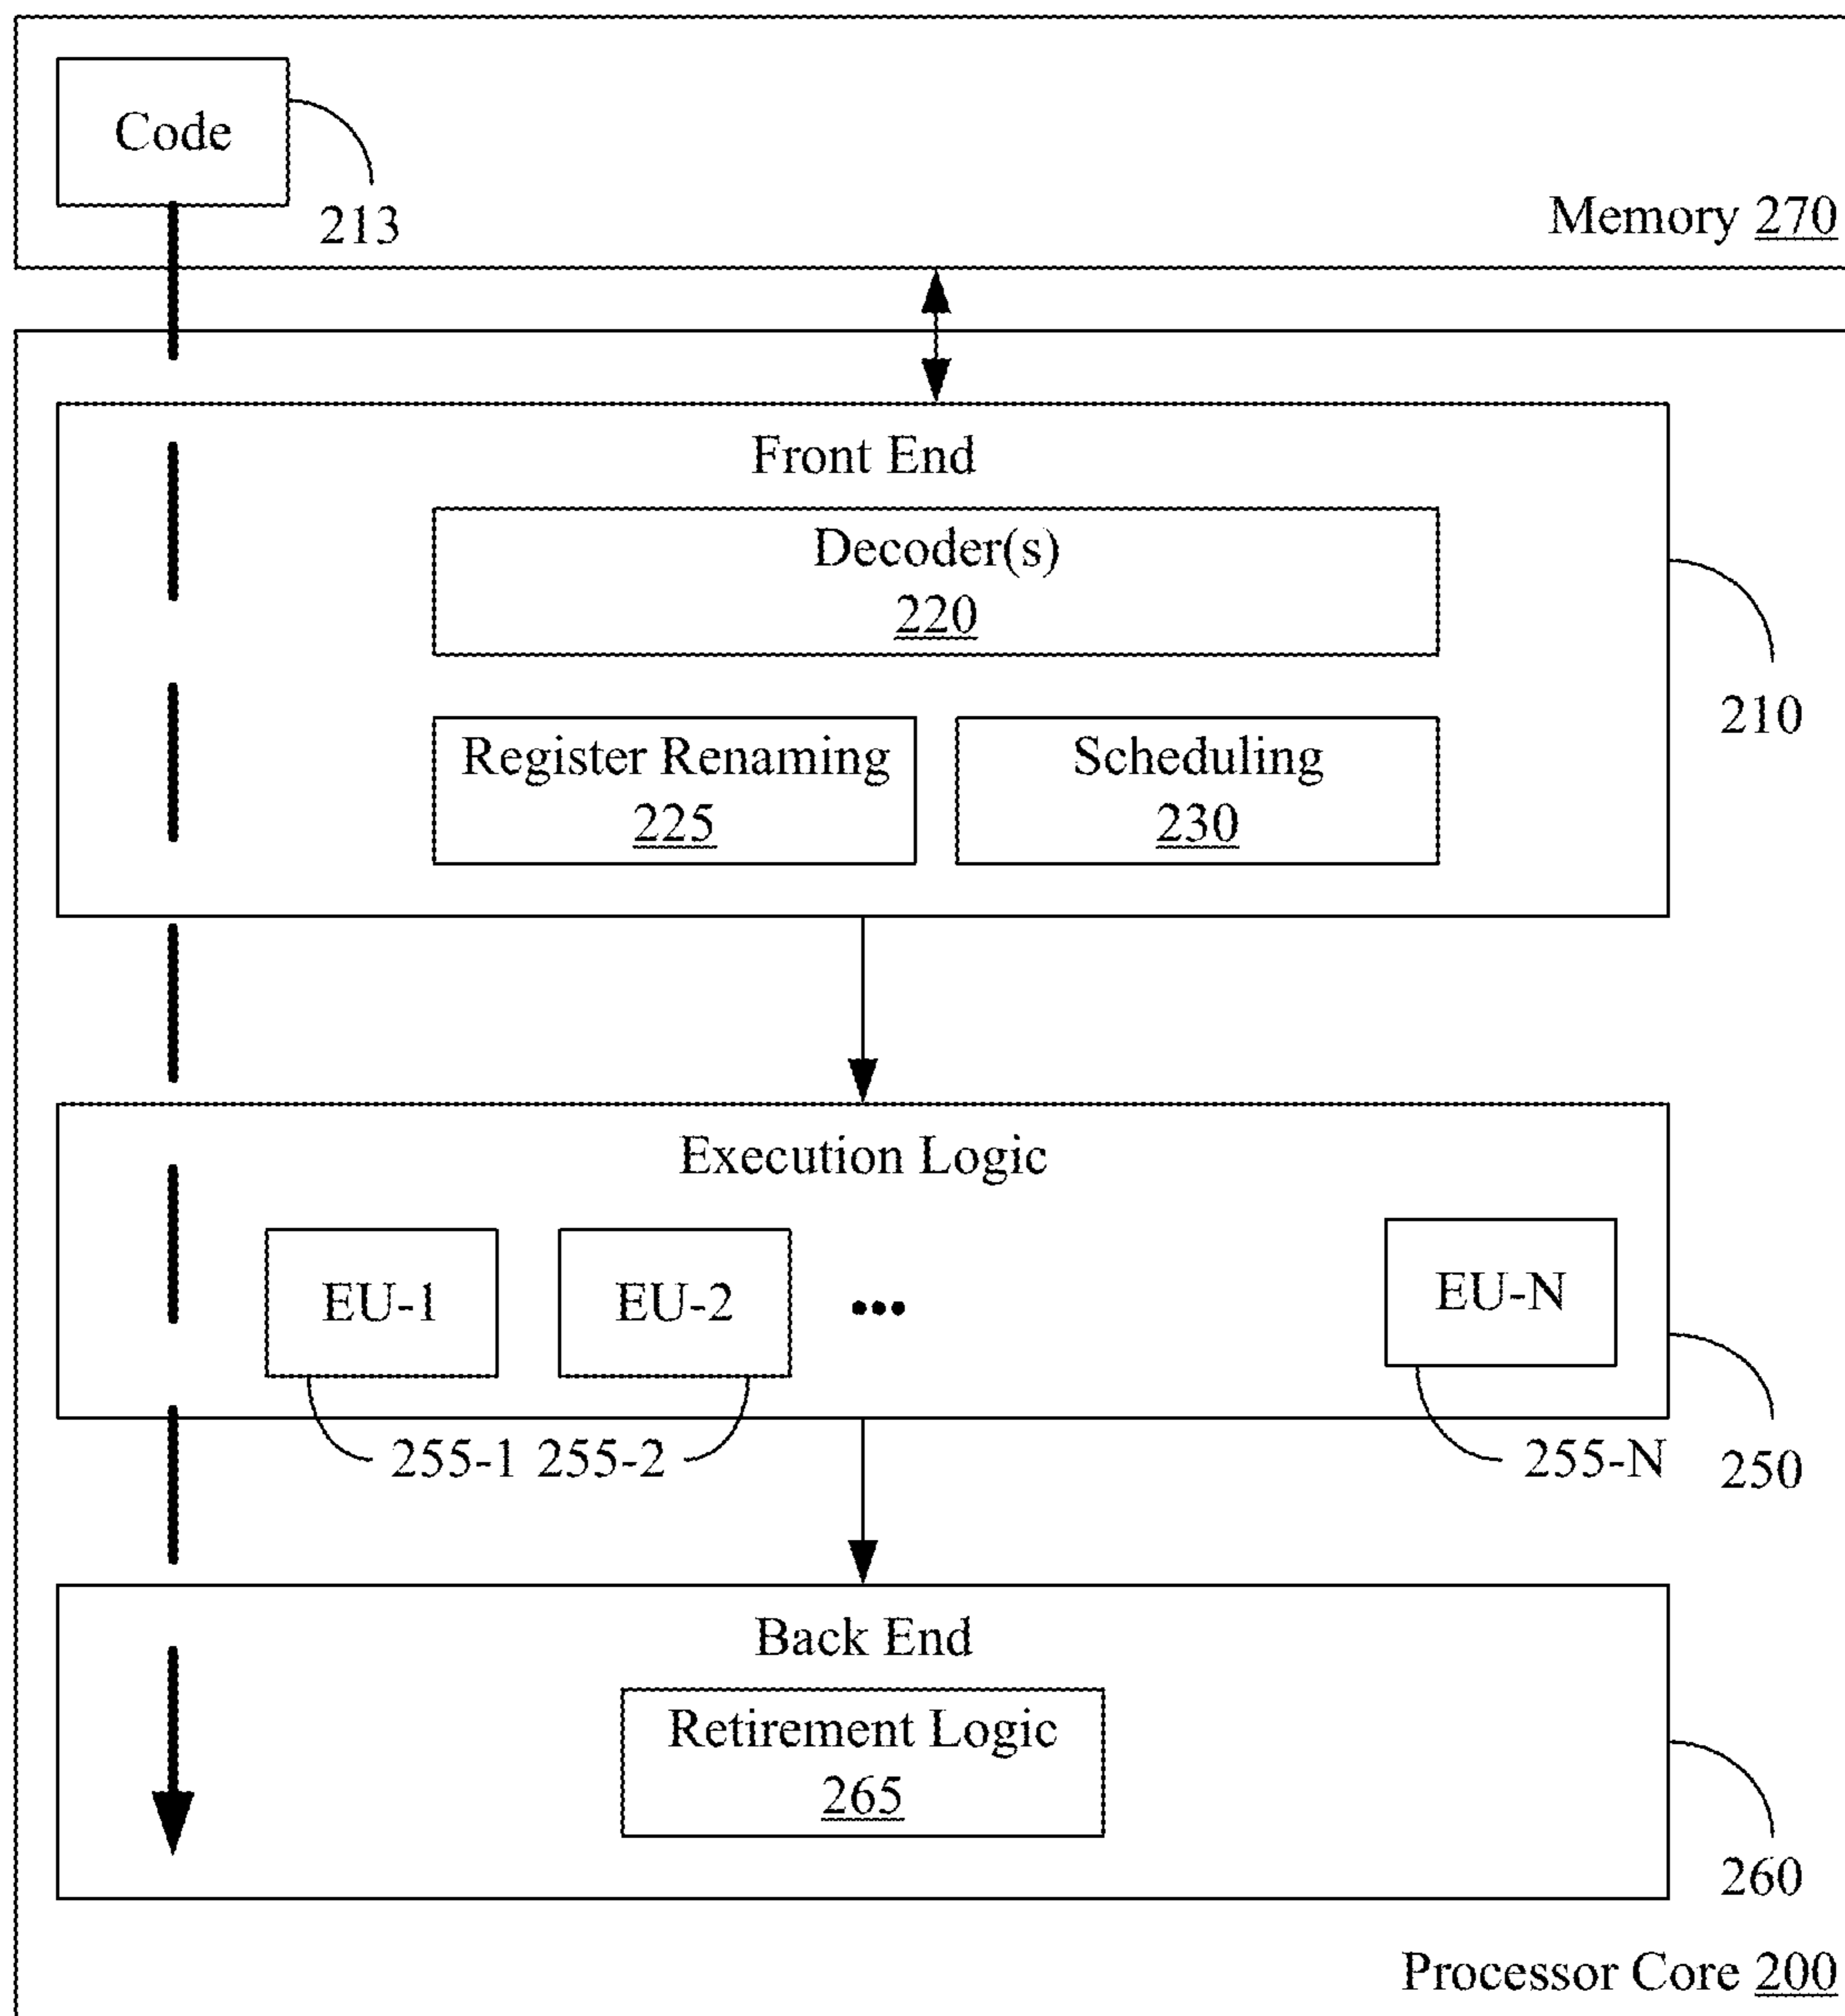 Code
213
Memory 270
Front End
Decoder(s)
220
210
Register Renaming
225
Scheduling
230
Execution Logic
EU-1
EU-2
•••
EU-N
255-1 255-2
255-N
250
Back End
Retirement Logic
265
260
Processor Core 200